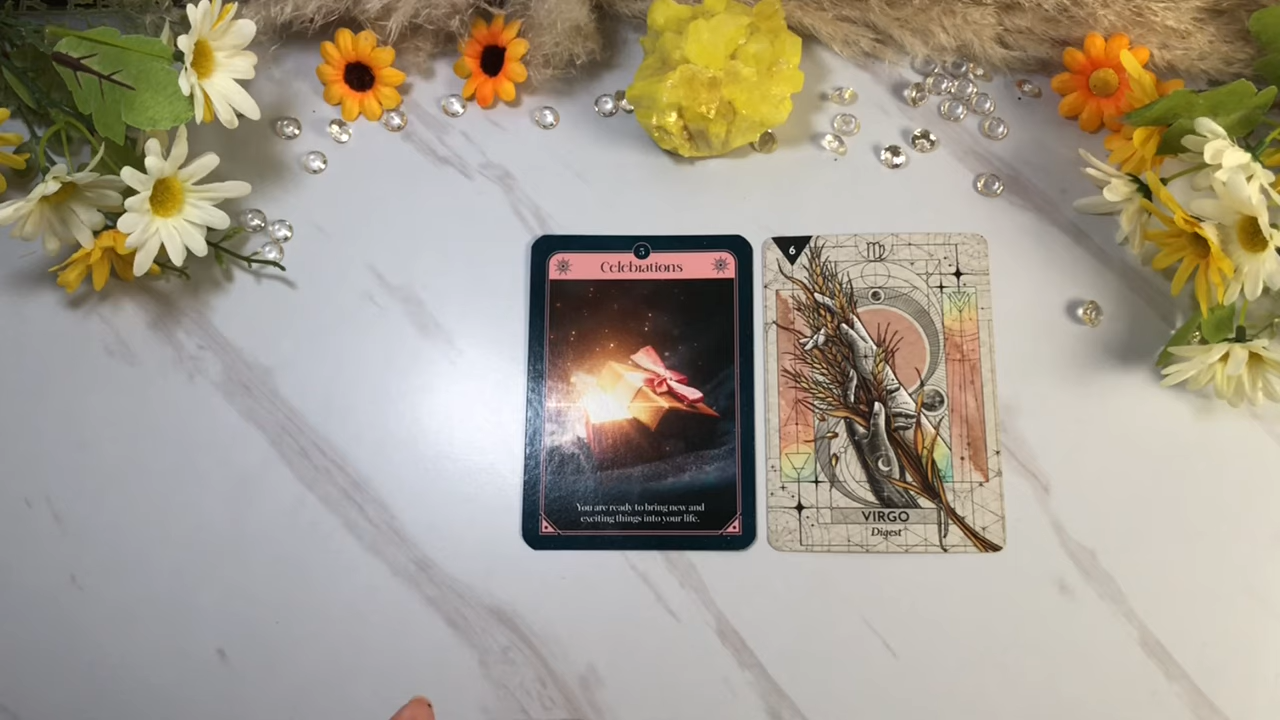 5
Celebrations
You are ready to bring new and
exciting things into your life.
6
♍
VIRGO
Digest